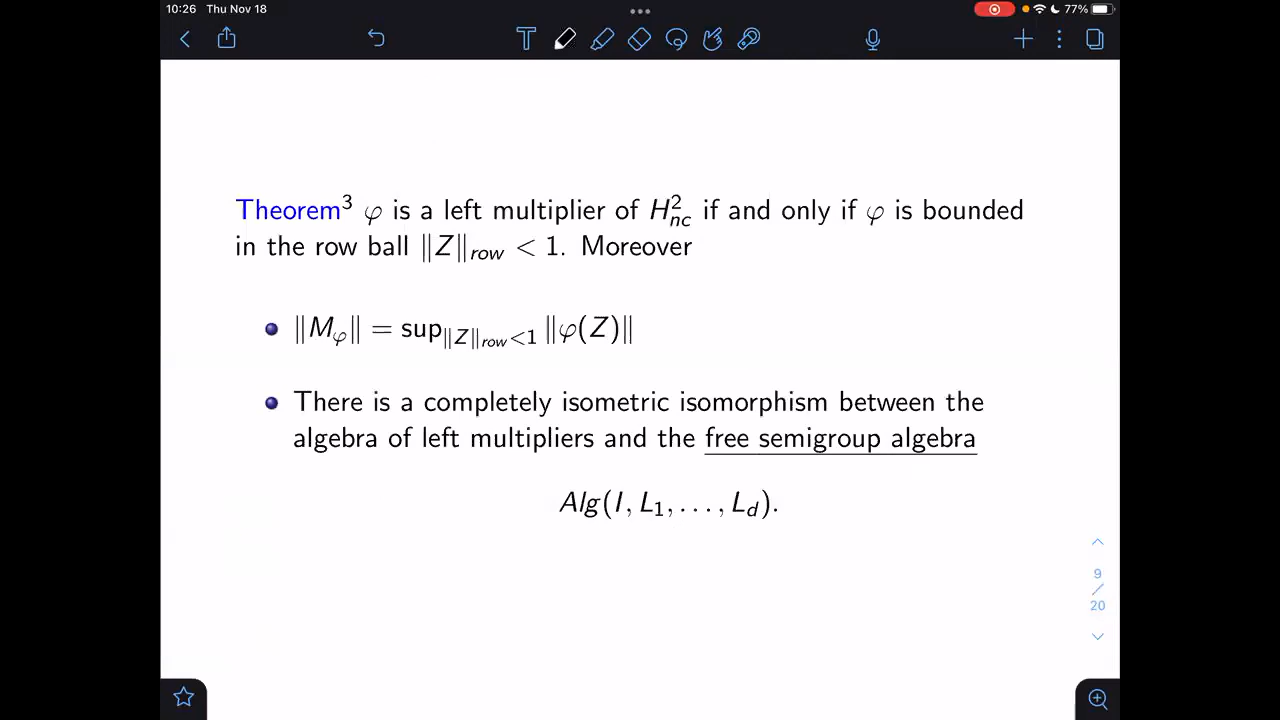 10:26 Thu Nov 18
77%
Theorem³ φ is a left multiplier of H²_nc if and only if φ is bounded
in the row ball ‖Z‖_row < 1. Moreover
• ‖M_φ‖ = sup_‖Z‖_row<1 ‖φ(Z)‖
• There is a completely isometric isomorphism between the
algebra of left multipliers and the free semigroup algebra
Alg(I, L₁, . . . , L_d).
9
/
20